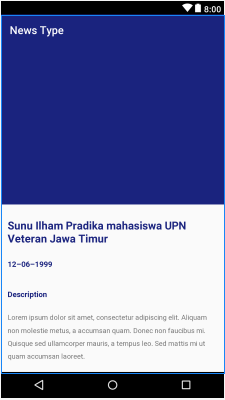 8:00
News Type
Sunu Ilham Pradika mahasiswa UPN
Veteran Jawa Timur
12–06–1999
Description
Lorem ipsum dolor sit amet, consectetur adipiscing elit. Aliquam
non molestie metus, a accumsan quam. Donec non faucibus mi.
Quisque sed ullamcorper mauris, a tempus leo. Sed mattis mi ut
quam accumsan laoreet.